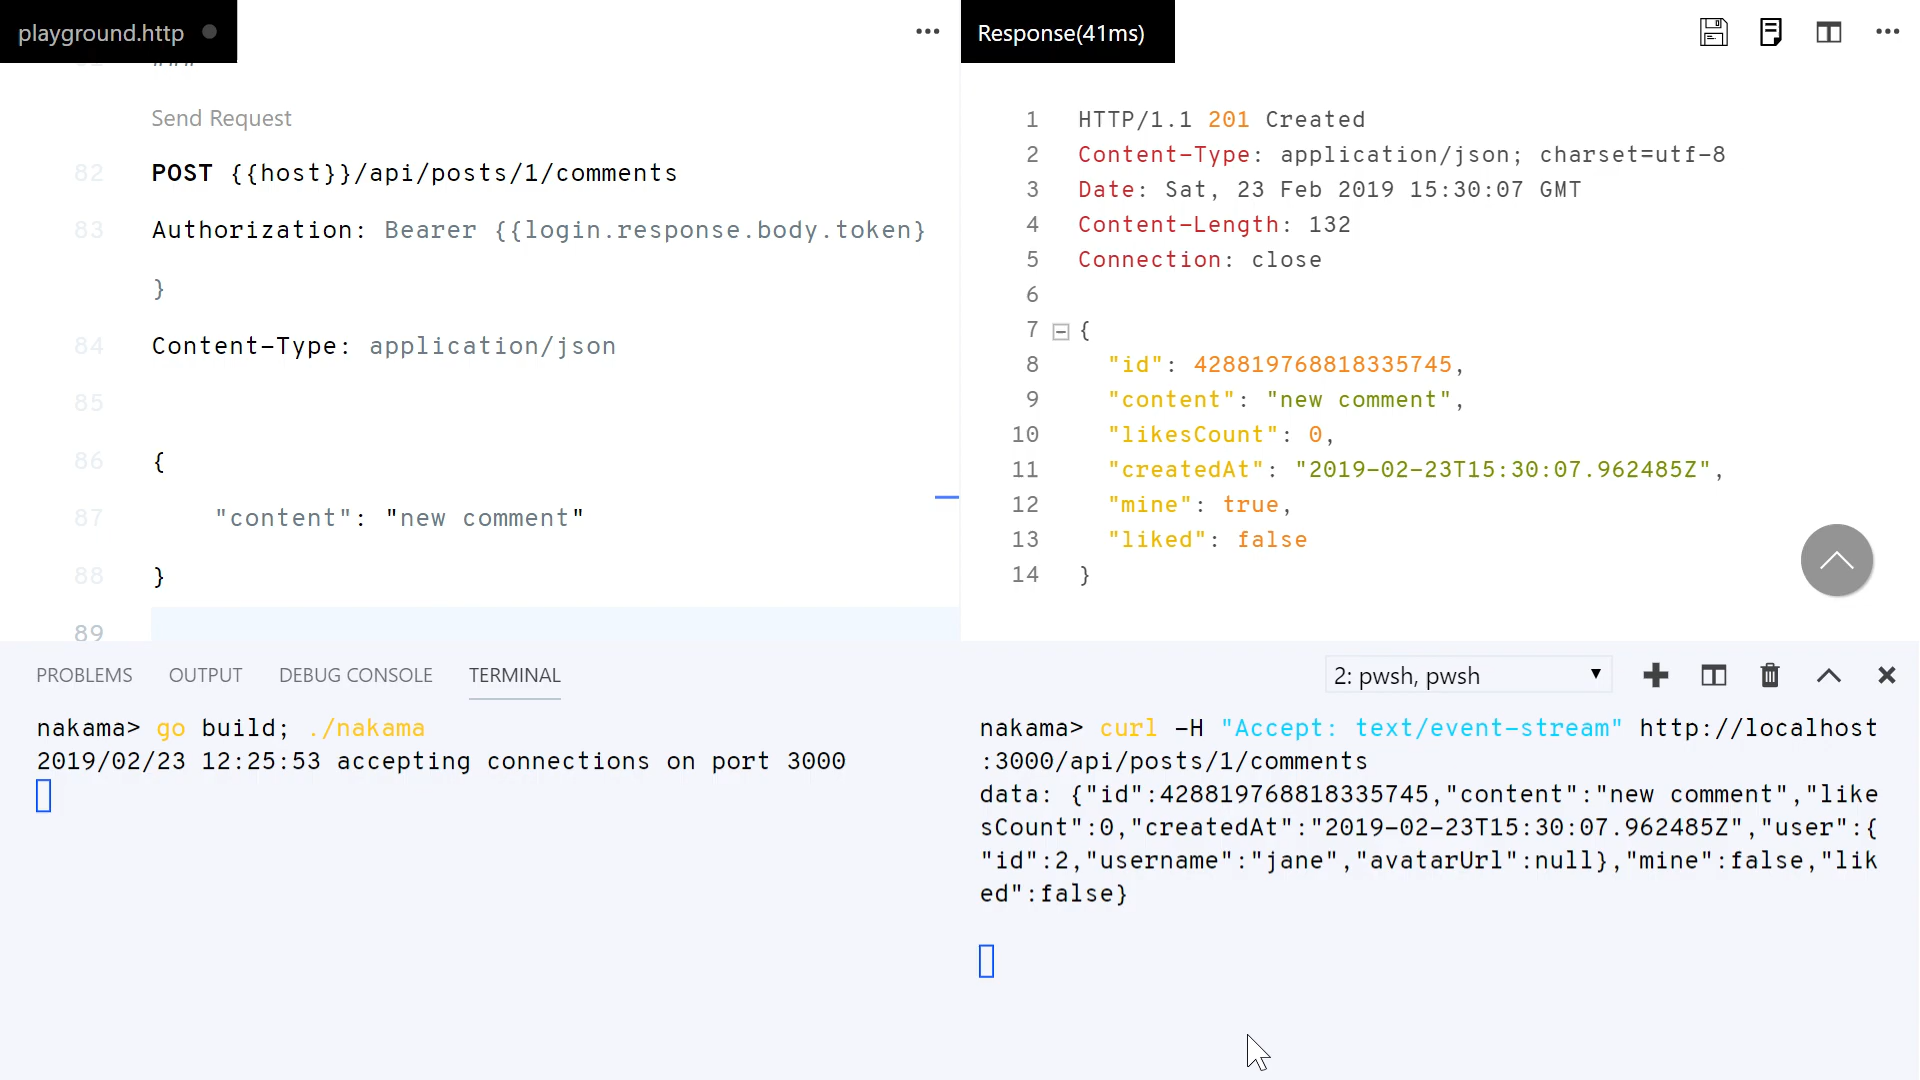 playground.http
Response(41ms)
Send Request
82 POST {{host}}/api/posts/1/comments
83 Authorization: Bearer {{login.response.body.token}
}
84 Content-Type: application/json
85
86 {
87 "content": "new comment"
88 }
89
1 HTTP/1.1 201 Created
2 Content-Type: application/json; charset=utf-8
3 Date: Sat, 23 Feb 2019 15:30:07 GMT
4 Content-Length: 132
5 Connection: close
6
7 {
8 "id": 428819768818335745,
9 "content": "new comment",
10 "likesCount": 0,
11 "createdAt": "2019-02-23T15:30:07.962485Z",
12 "mine": true,
13 "liked": false
14 }
PROBLEMS OUTPUT DEBUG CONSOLE TERMINAL
2: pwsh, pwsh
nakama> go build; ./nakama
2019/02/23 12:25:53 accepting connections on port 3000
nakama> curl -H "Accept: text/event-stream" http://localhost
:3000/api/posts/1/comments
data: {"id":428819768818335745,"content":"new comment","like
sCount":0,"createdAt":"2019-02-23T15:30:07.962485Z","user":{
"id":2,"username":"jane","avatarUrl":null},"mine":false,"lik
ed":false}